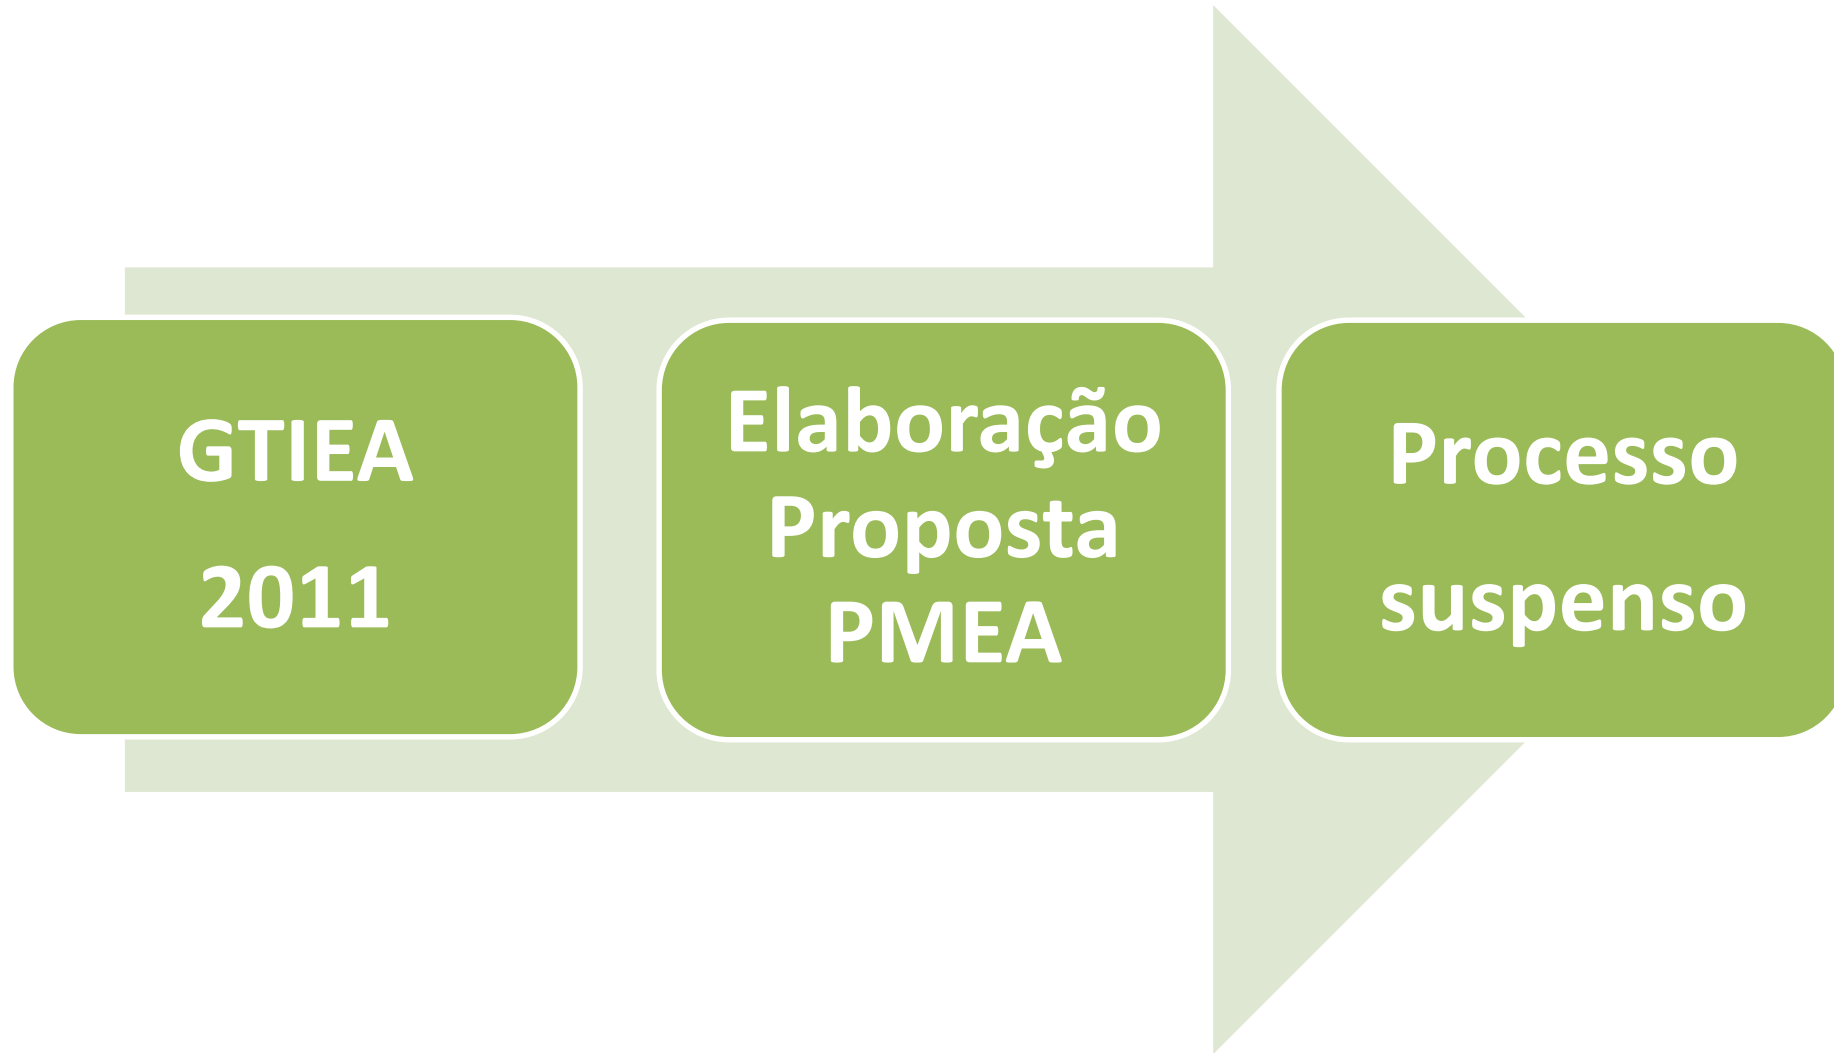 GTIEA
2011
Elaboração
Proposta
PMEA
Processo
suspenso